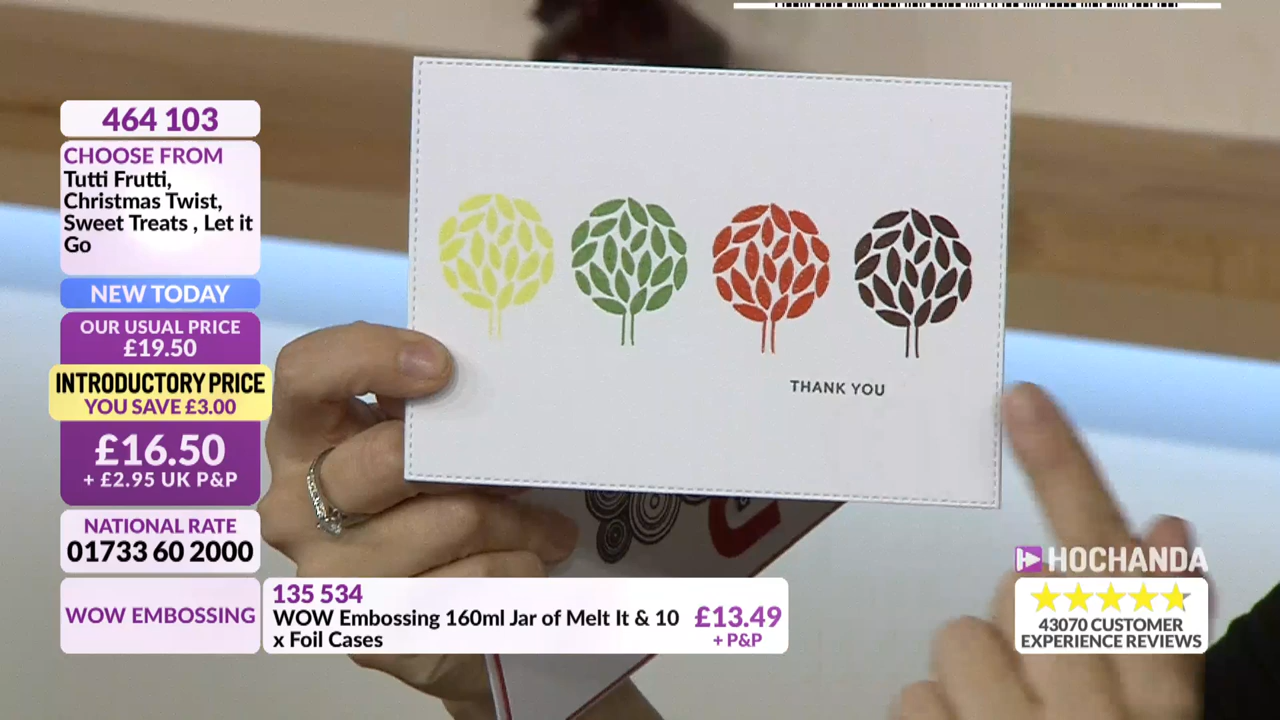 464 103
CHOOSE FROM
Tutti Frutti,
Christmas Twist,
Sweet Treats , Let it
Go
NEW TODAY
OUR USUAL PRICE
£19.50
INTRODUCTORY PRICE
YOU SAVE £3.00
£16.50
+ £2.95 UK P&P
NATIONAL RATE
01733 60 2000
WOW EMBOSSING
135 534
WOW Embossing 160ml Jar of Melt It & 10
x Foil Cases
£13.49
+ P&P
THANK YOU
HOCHANDA
43070 CUSTOMER
EXPERIENCE REVIEWS